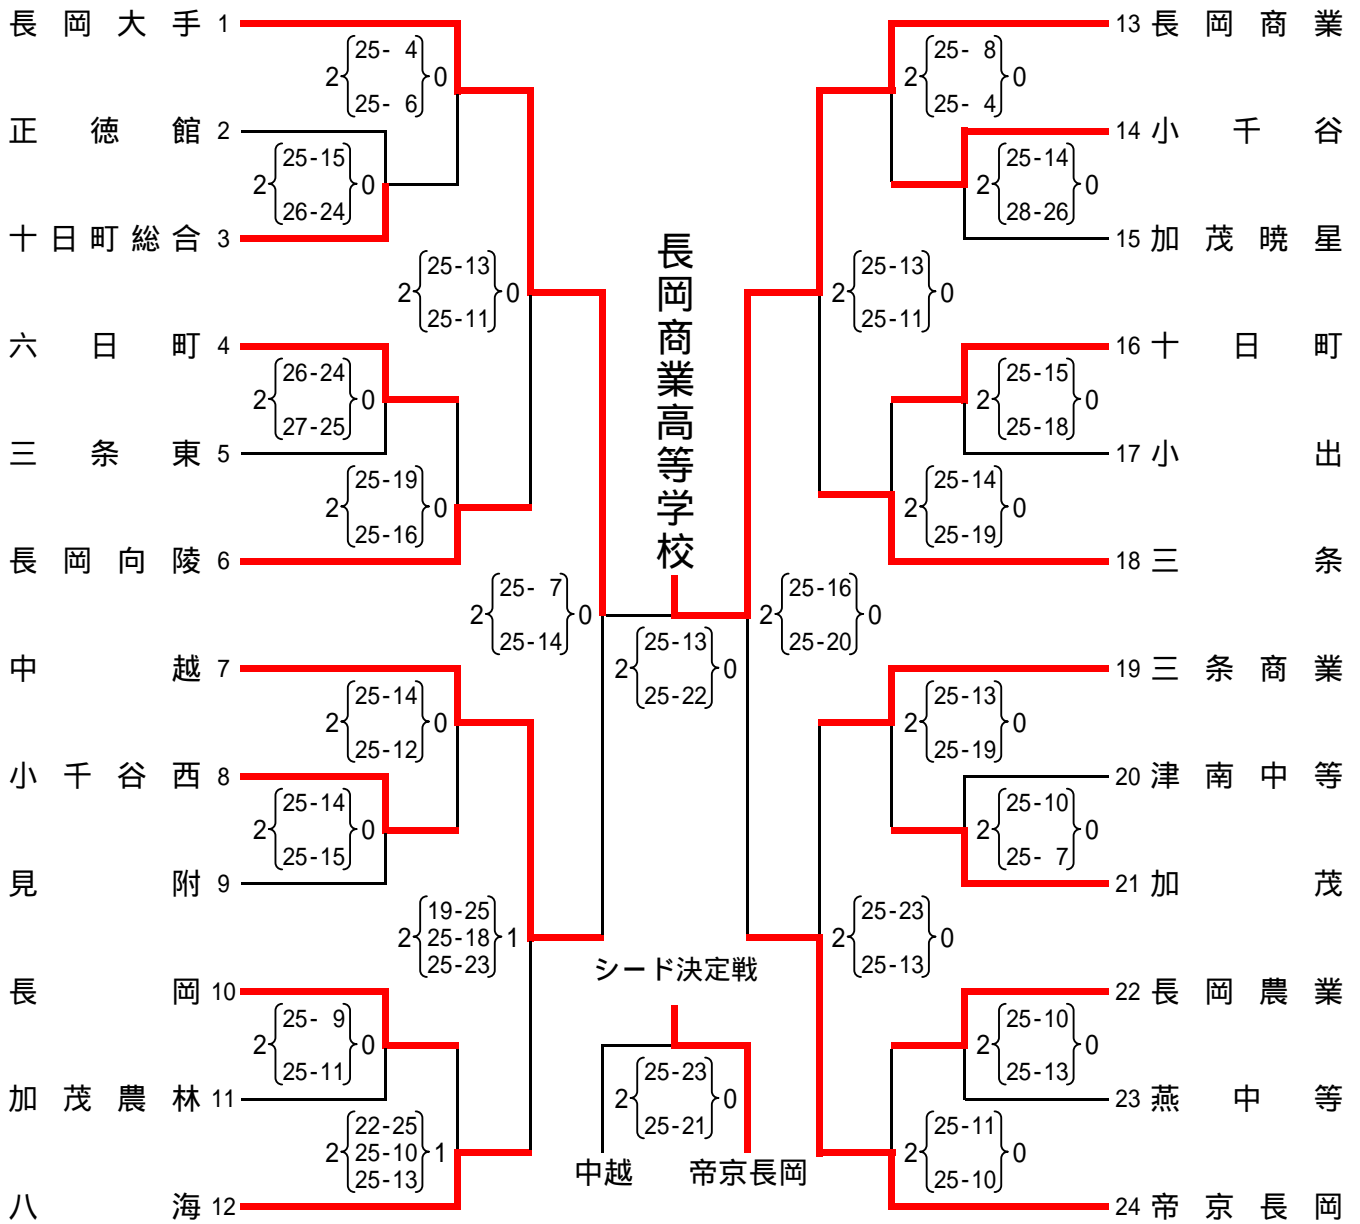 長岡大手 1
25- 4
2 0
25- 6
正徳館 2
25-15
2 0
26-24
十日町総合 3
25-13
2 0
25-11
六日町 4
26-24
2 0
27-25
三条東 5
25-19
2 0
25-16
長岡向陵 6
25- 7
2 0
25-14
中越 7
25-14
2 0
25-12
小千谷西 8
25-14
2 0
25-15
見附 9
19-25
2 25-18 1
25-23
長岡 10
25- 9
2 0
25-11
加茂農林 11
22-25
2 25-10 1
25-13
八海 12
長岡商業高等学校
25-13
2 0
25-22
シード決定戦
25-23
2 0
25-21
中越 帝京長岡
13 長岡商業
25- 8
2 0
25- 4
14 小千谷
25-14
2 0
28-26
15 加茂暁星
25-13
2 0
25-11
16 十日町
25-15
2 0
25-18
17 小出
25-14
2 0
25-19
18 三条
25-16
2 0
25-20
19 三条商業
25-13
2 0
25-19
20 津南中等
25-10
2 0
25- 7
21 加茂
25-23
2 0
25-13
22 長岡農業
25-10
2 0
25-13
23 燕中等
25-11
2 0
25-10
24 帝京長岡